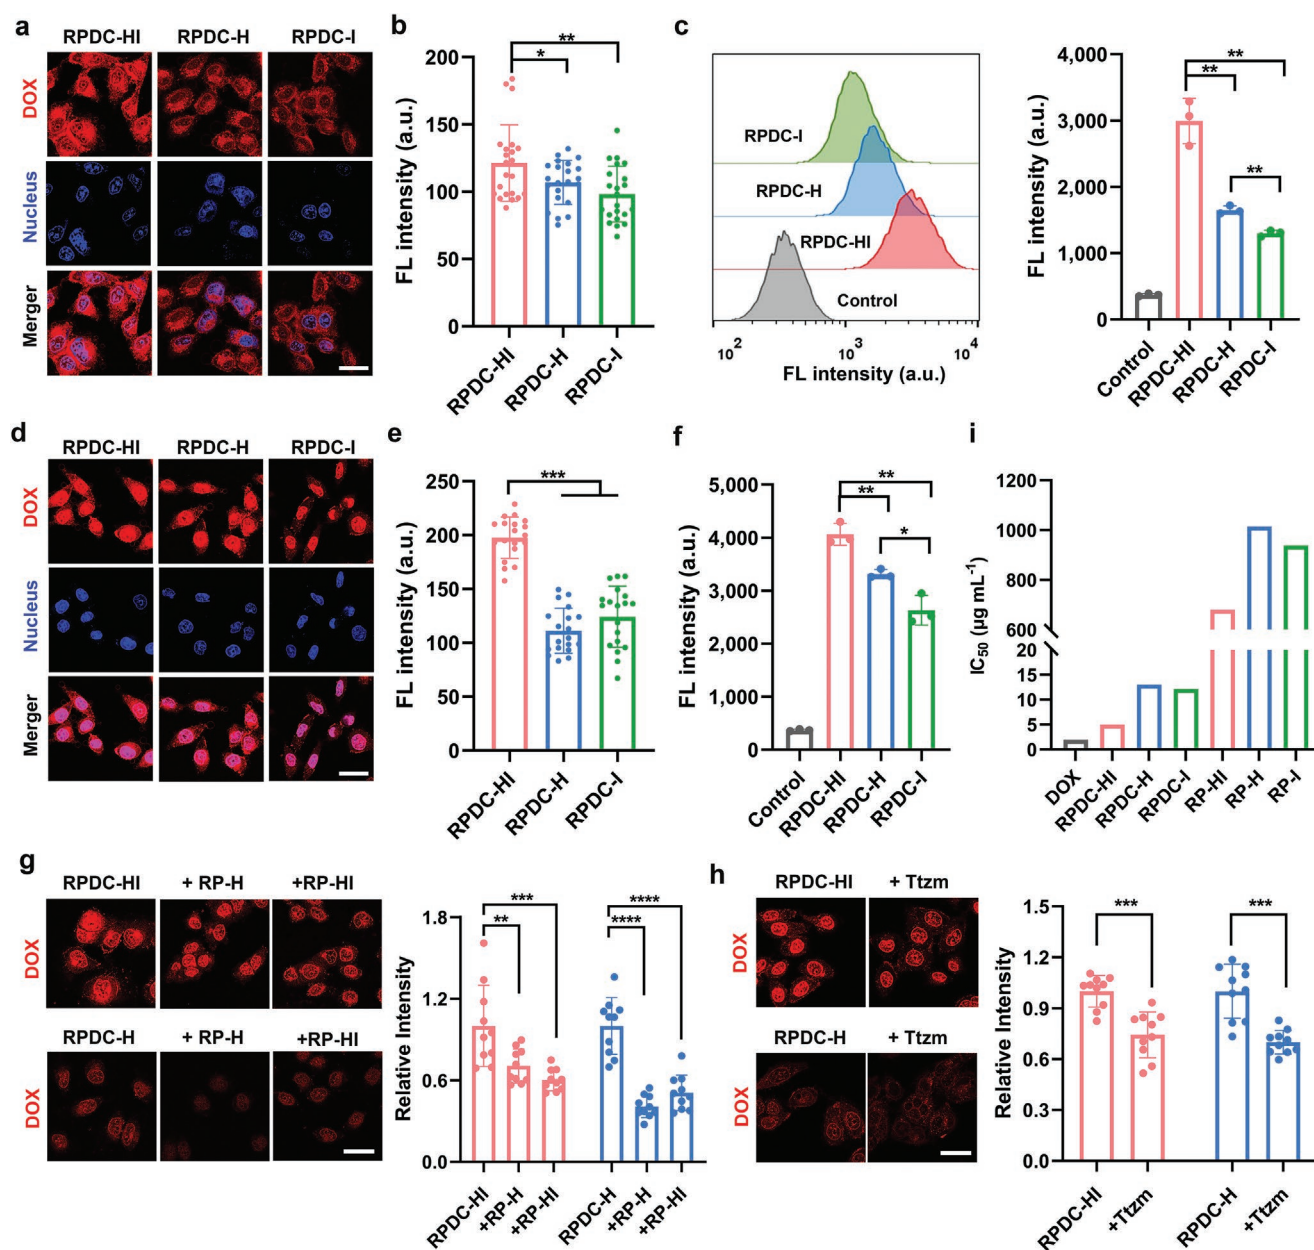 a
RPDC-HI RPDC-H RPDC-I
DOX
Nucleus
Merger
b
** 
*
FL intensity (a.u.)
200
150
100
50
0
RPDC-HI RPDC-H RPDC-I
c
RPDC-I
RPDC-H
RPDC-HI
Control
10² 10³ 10⁴
FL intensity (a.u.)
**
**
**
FL intensity (a.u.)
4,000
3,000
2,000
1,000
0
Control RPDC-HI RPDC-H RPDC-I
d
RPDC-HI RPDC-H RPDC-I
DOX
Nucleus
Merger
e
***
FL intensity (a.u.)
250
200
150
100
50
0
RPDC-HI RPDC-H RPDC-I
f
**
**
*
FL intensity (a.u.)
5,000
4,000
3,000
2,000
1,000
0
Control RPDC-HI RPDC-H RPDC-I
i
IC₅₀ (µg mL⁻¹)
1200
1000
800
600
20
15
10
5
0
DOX RPDC-HI RPDC-H RPDC-I RP-HI RP-H RP-I
g
RPDC-HI + RP-H +RP-HI
DOX
RPDC-H + RP-H +RP-HI
DOX
*** ****
** ****
Relative Intensity
1.8
1.2
0.6
0.0
RPDC-HI +RP-H +RP-HI RPDC-H +RP-H +RP-HI
h
RPDC-HI + Ttzm
DOX
RPDC-H + Ttzm
DOX
*** ***
Relative Intensity
1.5
1.2
0.9
0.6
0.3
0.0
RPDC-HI +Ttzm RPDC-H +Ttzm